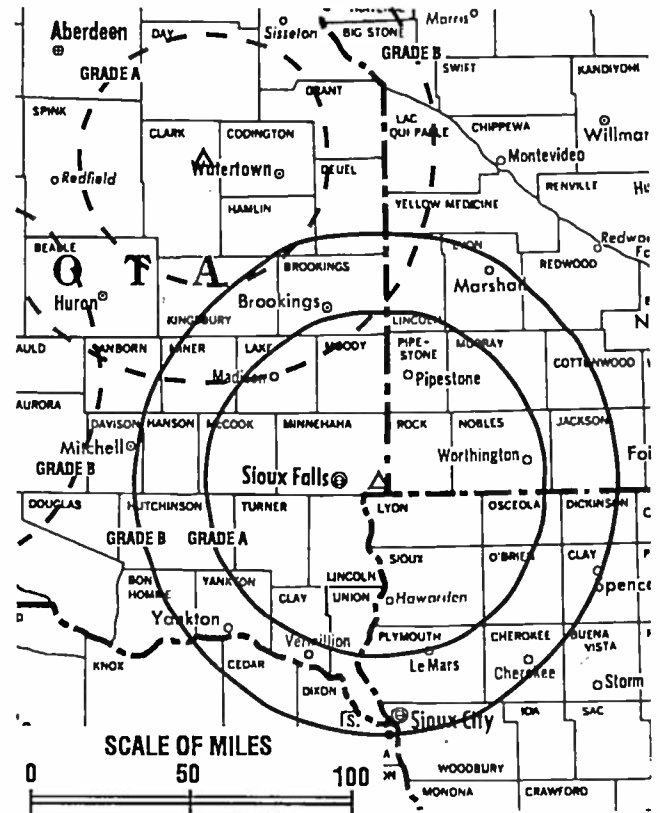 Aberdeen
DAY
Sisseton
BIG STONE
Morris
GRADE A
GRADE B
SWIFT
KANDIYOHI
SPINK
GRANT
LAC
QUI PARLE
CHIPPEWA
Willmar
CLARK
CODINGTON
Montevideo
Redfield
Watertown
DEUEL
RENVILLE
HAMLIN
YELLOW MEDICINE
BEADLE
LYON
REDWOOD
O T A
BROOKINGS
Marshal
Huron
Brookings
KINGSBURY
LINCOLN
AULD
SANBORN
MINER
LAKE
MOODY
PIPE-
STONE
MURRAY
COTTONWOOD
Madison
Pipestone
AURORA
DAVISON
HANSON
McCOOK
MINNEHAHA
ROCK
NOBLES
JACKSON
Mitchell
Worthington
GRADE B
Sioux Falls
DOUGLAS
HUTCHINSON
TURNER
LYON
OSCEOLA
DICKINSON
GRADE B
GRADE A
SIOUX
O'BRIEN
CLAY
BON
HOMME
YANKTON
CLAY
LINCOLN
UNION
Hawarden
Spence
Yankton
Vermillion
PLYMOUTH
CHEROKEE
BUENA
VISTA
KNOX
CEDAR
LeMars
Cherokee
DIXON
Storm
Sioux City
IDA
SAC
SCALE OF MILES
0 50 100
WOODBURY
MONONA
CRAWFORD